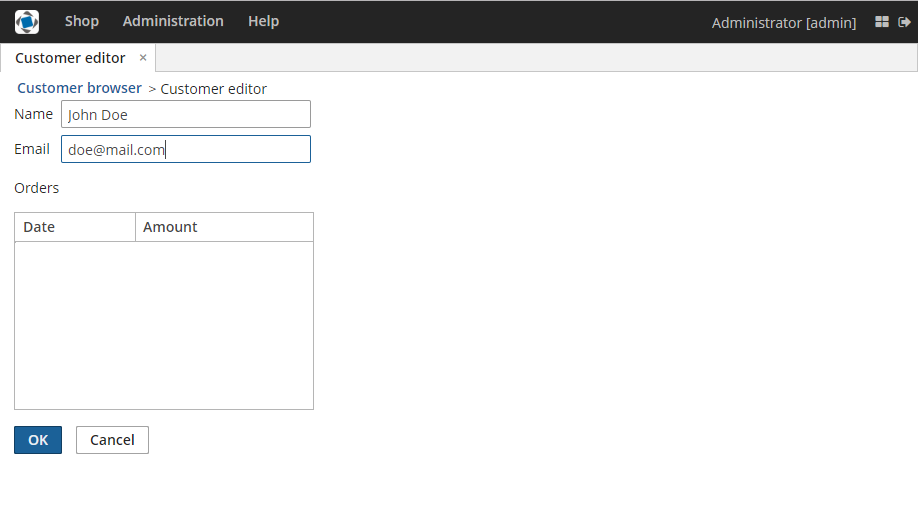 Shop Administration Help Administrator [admin]
Customer editor ×
Customer browser > Customer editor
Name John Doe
Email doe@mail.com
Orders
Date Amount
OK Cancel